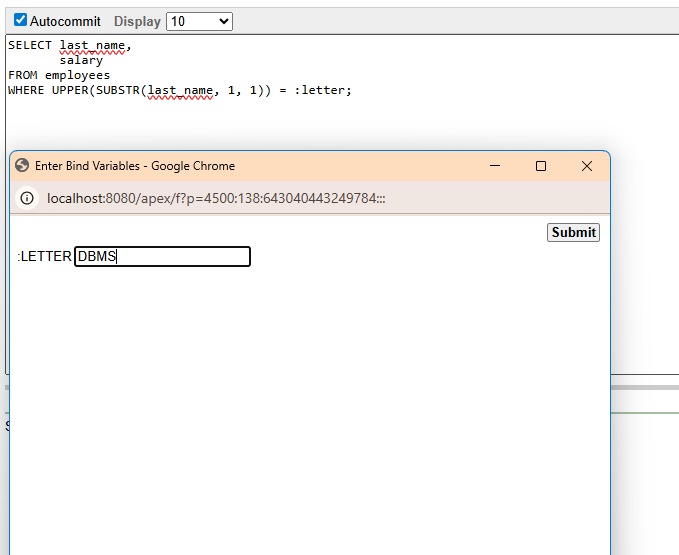 Autocommit Display 10
SELECT last_name,
salary
FROM employees
WHERE UPPER(SUBSTR(last_name, 1, 1)) = :letter;
Enter Bind Variables - Google Chrome
localhost:8080/apex/f?p=4500:138:643040443249784:::
Submit
:LETTER DBMS